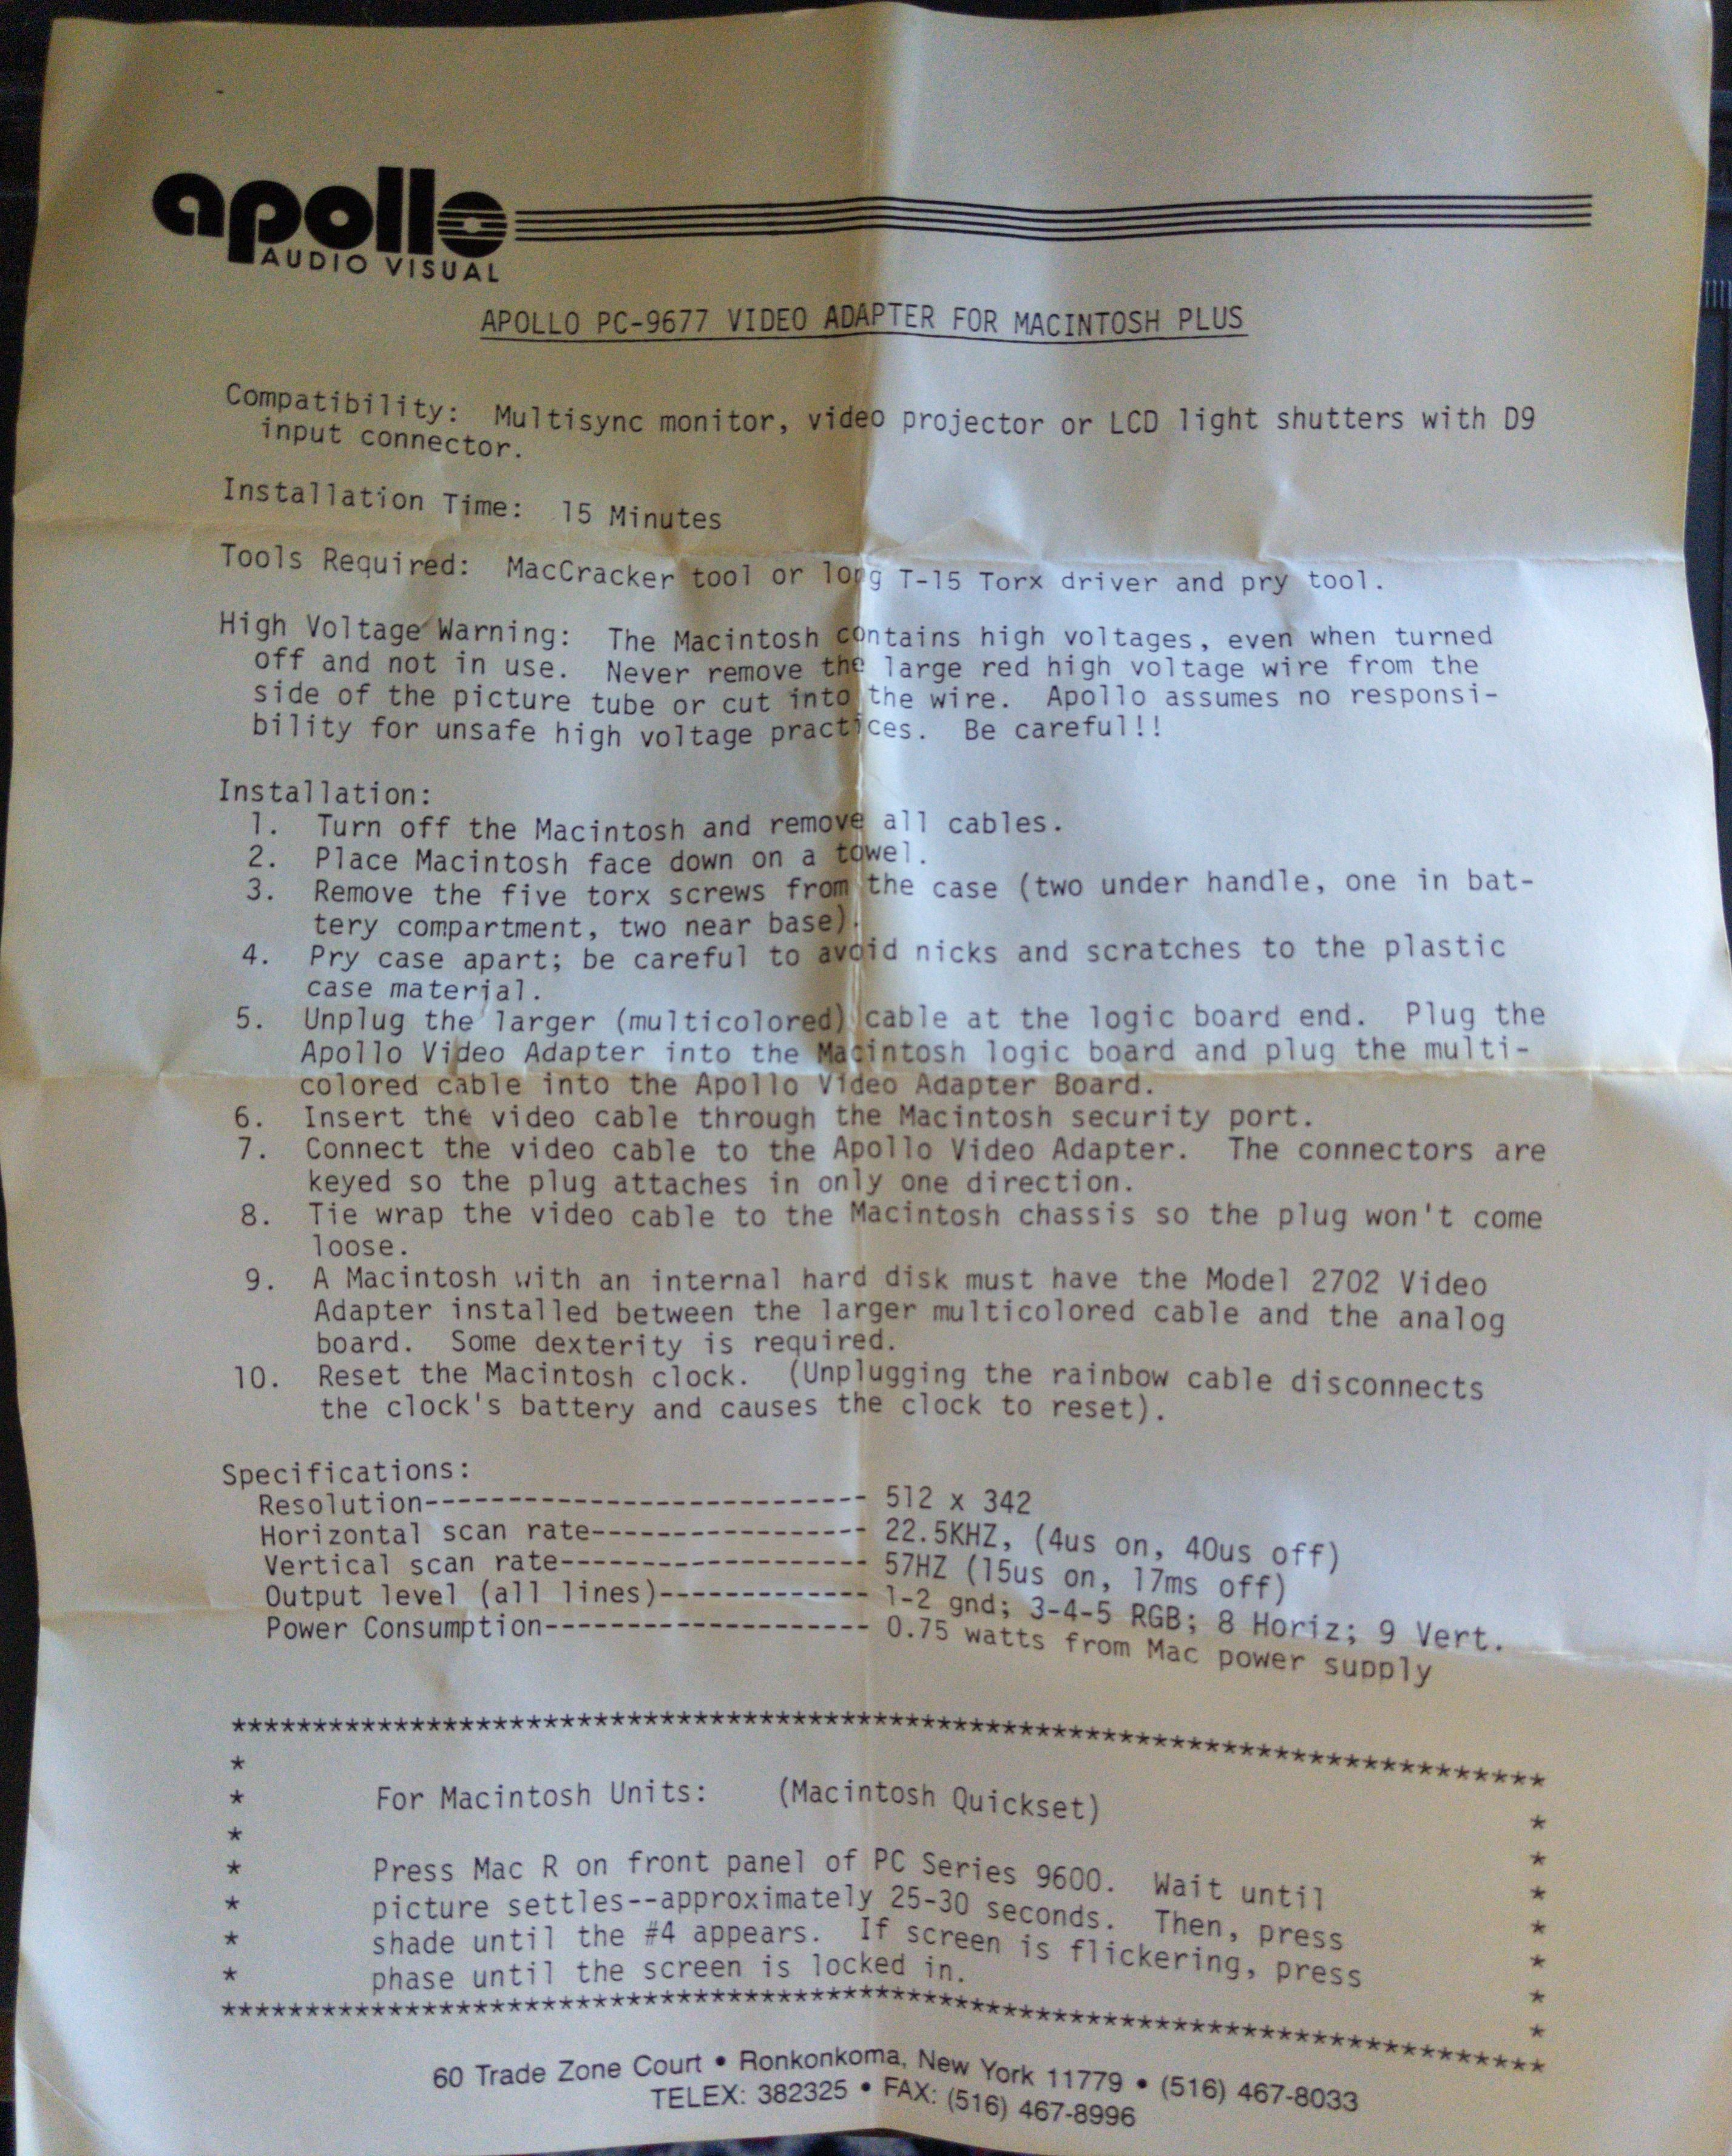 apollo
AUDIO VISUAL
APOLLO PC-9677 VIDEO ADAPTER FOR MACINTOSH PLUS
Compatibility: Multisync monitor, video projector or LCD light shutters with D9
input connector.
Installation Time: 15 Minutes
Tools Required: MacCracker tool or long T-15 Torx driver and pry tool.
High Voltage Warning: The Macintosh contains high voltages, even when turned
off and not in use. Never remove the large red high voltage wire from the
side of the picture tube or cut into the wire. Apollo assumes no responsi-
bility for unsafe high voltage practices. Be careful!!
Installation:
1. Turn off the Macintosh and remove all cables.
2. Place Macintosh face down on a towel.
3. Remove the five torx screws from the case (two under handle, one in bat-
tery compartment, two near base).
4. Pry case apart; be careful to avoid nicks and scratches to the plastic
case material.
5. Unplug the larger (multicolored) cable at the logic board end. Plug the
Apollo Video Adapter into the Macintosh logic board and plug the multi-
colored cable into the Apollo Video Adapter Board.
6. Insert the video cable through the Macintosh security port.
7. Connect the video cable to the Apollo Video Adapter. The connectors are
keyed so the plug attaches in only one direction.
8. Tie wrap the video cable to the Macintosh chassis so the plug won't come
loose.
9. A Macintosh with an internal hard disk must have the Model 2702 Video
Adapter installed between the larger multicolored cable and the analog
board. Some dexterity is required.
10. Reset the Macintosh clock. (Unplugging the rainbow cable disconnects
the clock's battery and causes the clock to reset).
Specifications:
Resolution--------------------------- 512 x 342
Horizontal scan rate----------------- 22.5KHZ, (4us on, 40us off)
Vertical scan rate------------------- 57HZ (15us on, 17ms off)
Output level (all lines)------------- 1-2 gnd; 3-4-5 RGB; 8 Horiz; 9 Vert.
Power Consumption-------------------- 0.75 watts from Mac power supply
********************************************************************************
*
* For Macintosh Units: (Macintosh Quickset) *
* *
* Press Mac R on front panel of PC Series 9600. Wait until *
* picture settles--approximately 25-30 seconds. Then, press *
* shade until the #4 appears. If screen is flickering, press *
* phase until the screen is locked in. *
********************************************************************************
60 Trade Zone Court • Ronkonkoma, New York 11779 • (516) 467-8033
TELEX: 382325 • FAX: (516) 467-8996